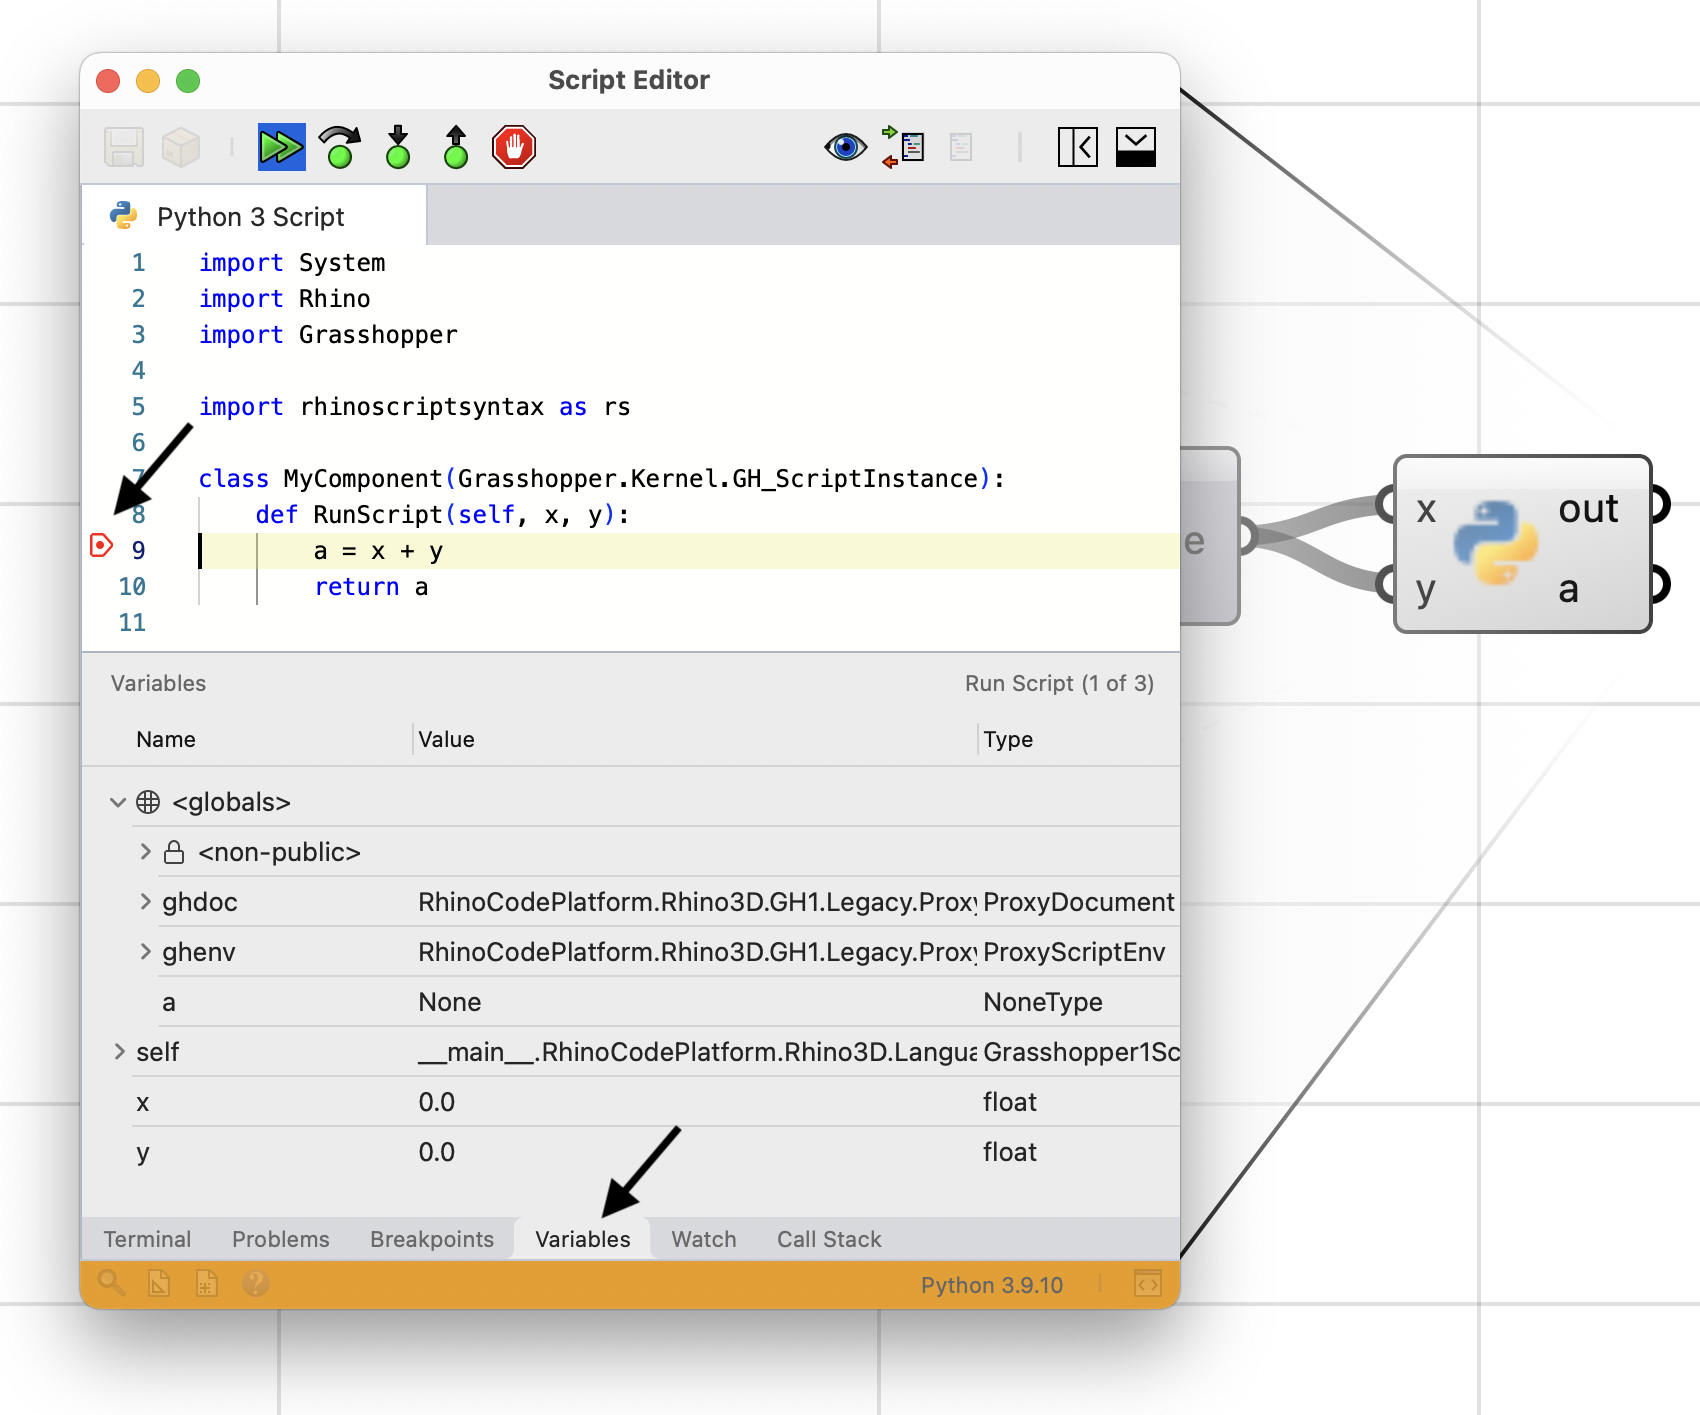 Script Editor
Python 3 Script
1 import System
2 import Rhino
3 import Grasshopper
4
5 import rhinoscriptsyntax as rs
6
7 class MyComponent(Grasshopper.Kernel.GH_ScriptInstance):
8 def RunScript(self, x, y):
9 a = x + y
10 return a
11
e
x out
y a
Variables Run Script (1 of 3)
Name Value Type
<globals>
<non-public>
ghdoc RhinoCodePlatform.Rhino3D.GH1.Legacy.Proxy ProxyDocument
ghenv RhinoCodePlatform.Rhino3D.GH1.Legacy.Proxy ProxyScriptEnv
a None NoneType
self __main__.RhinoCodePlatform.Rhino3D.Langua Grasshopper1Sc
x 0.0 float
y 0.0 float
Terminal Problems Breakpoints Variables Watch Call Stack
Python 3.9.10